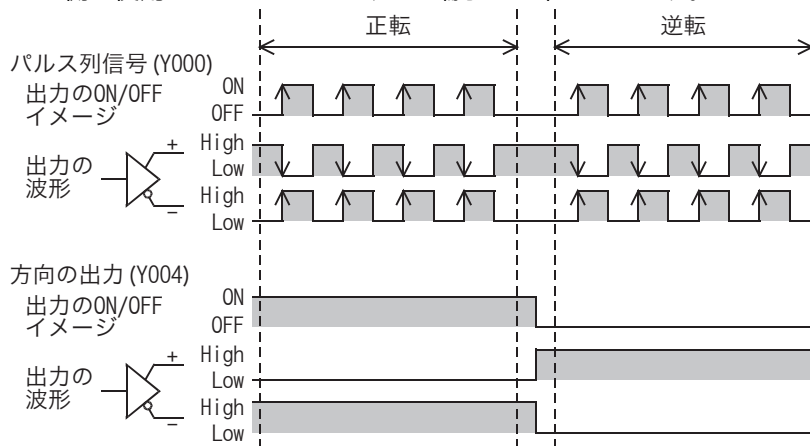 正転
逆転
パルス列信号(Y000)
出力のON/OFF
イメージ
ON
OFF
出力の
波形
+
−
High
Low
High
Low
方向の出力(Y004)
出力のON/OFF
イメージ
ON
OFF
出力の
波形
+
−
High
Low
High
Low